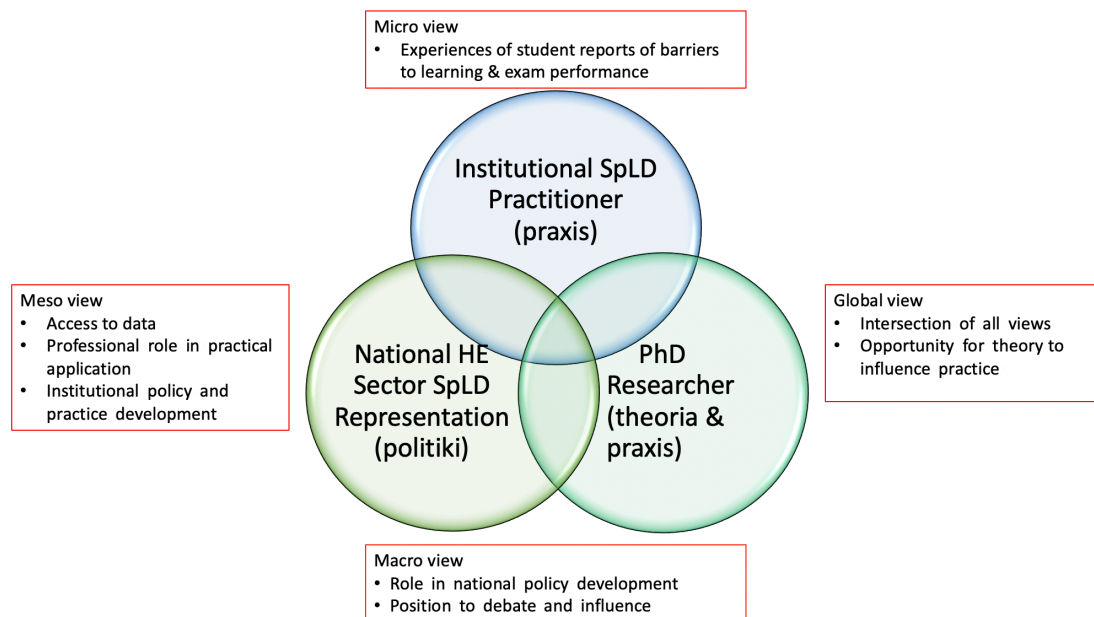 Micro view
• Experiences of student reports of barriers
to learning & exam performance
Institutional SpLD
Practitioner
(praxis)
Meso view
• Access to data
• Professional role in practical
application
• Institutional policy and
practice development
National HE
Sector SpLD
Representation
(politiki)
PhD
Researcher
(theoria &
praxis)
Global view
• Intersection of all views
• Opportunity for theory to
influence practice
Macro view
• Role in national policy development
• Position to debate and influence